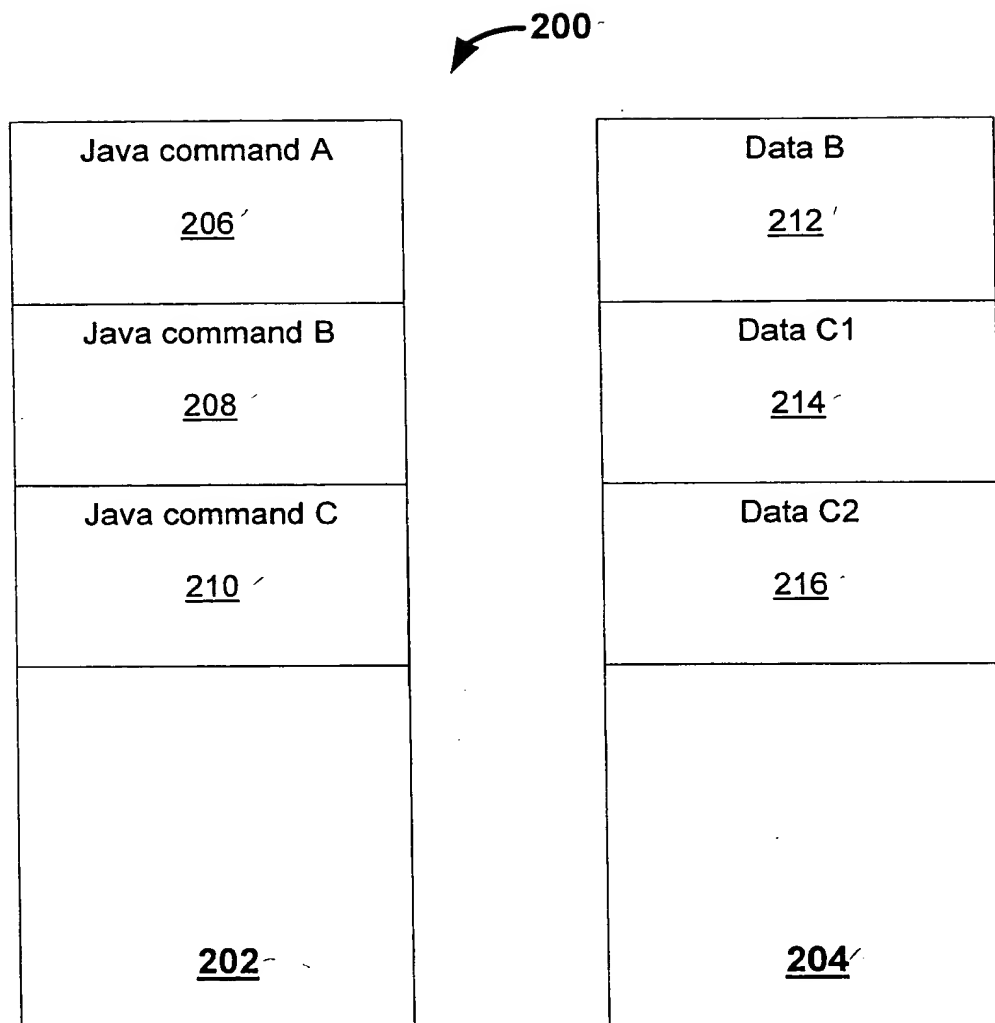 200
Java command A
206
Java command B
208
Java command C
210
202
Data B
212
Data C1
214
Data C2
216
204